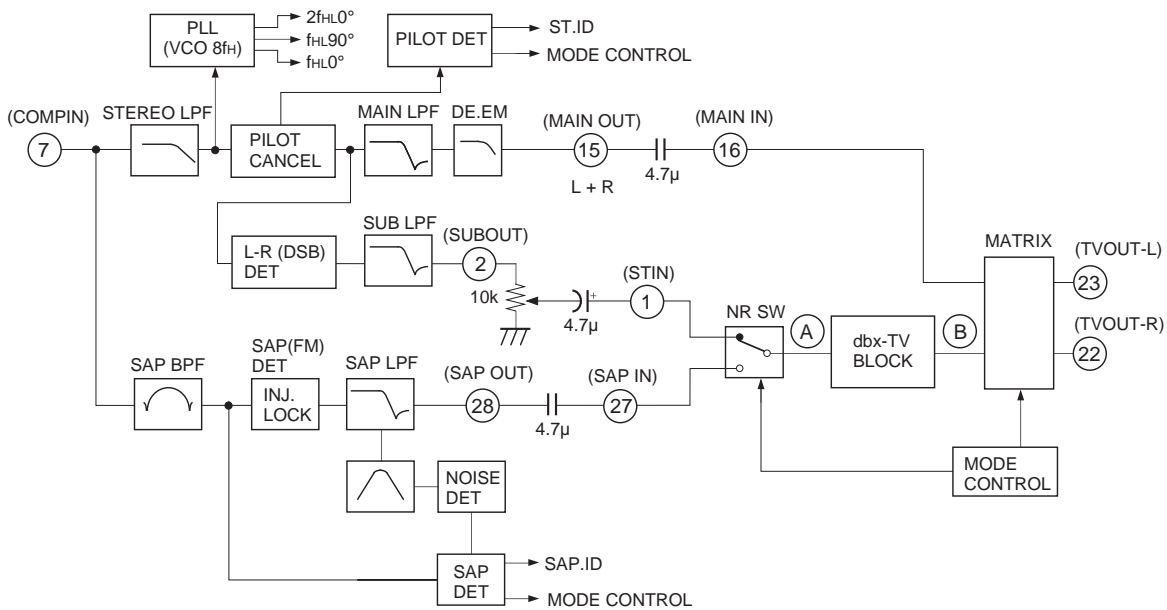 PLL
(VCO 8fH)
2fHL0°
fHL90°
fHL0°
PILOT DET
ST.ID
MODE CONTROL
(COMPIN)
7
STEREO LPF
PILOT
CANCEL
MAIN LPF
DE.EM
(MAIN OUT)
15
L + R
4.7µ
(MAIN IN)
16
L-R (DSB)
DET
SUB LPF
(SUBOUT)
2
10k
4.7µ
+
(STIN)
1
NR SW
A
dbx-TV
BLOCK
B
MATRIX
(TVOUT-L)
23
(TVOUT-R)
22
SAP BPF
SAP(FM)
DET
INJ.
LOCK
SAP LPF
(SAP OUT)
28
4.7µ
(SAP IN)
27
NOISE
DET
MODE
CONTROL
SAP
DET
SAP.ID
MODE CONTROL